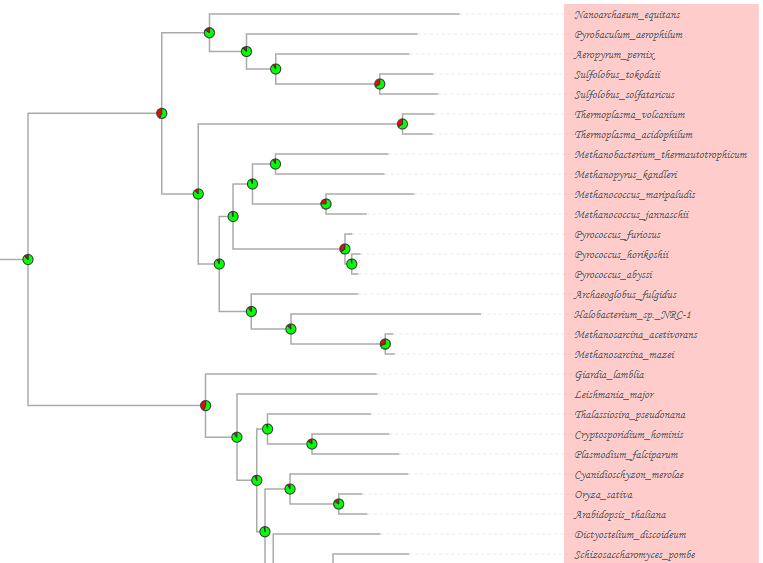 Nanoarchaeum_equitans
Pyrobaculum_aerophilum
Aeropyrum_pernix
Sulfolobus_tokodaii
Sulfolobus_solfataricus
Thermoplasma_volcanium
Thermoplasma_acidophilum
Methanobacterium_thermautotrophicum
Methanopyrus_kandleri
Methanococcus_maripaludis
Methanococcus_jannaschii
Pyrococcus_furiosus
Pyrococcus_horikoshii
Pyrococcus_abyssi
Archaeoglobus_fulgidus
Halobacterium_sp._NRC-1
Methanosarcina_acetivorans
Methanosarcina_mazei
Giardia_lamblia
Leishmania_major
Thalassiosira_pseudonana
Cryptosporidium_hominis
Plasmodium_falciparum
Cyanidioschyzon_merolae
Oryza_sativa
Arabidopsis_thaliana
Dictyostelium_discoideum
Schizosaccharomyces_pombe